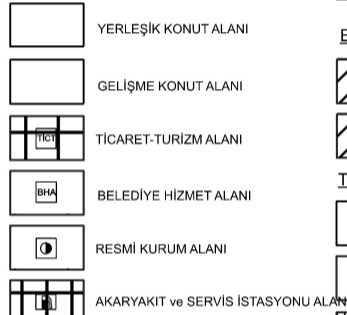 YERLEŞİK KONUT ALANI
GELİŞME KONUT ALANI
TİCT
TİCARET-TURİZM ALANI
BHA
BELEDİYE HİZMET ALANI
RESMİ KURUM ALANI
AKARYAKIT ve SERVİS İSTASYONU ALANI